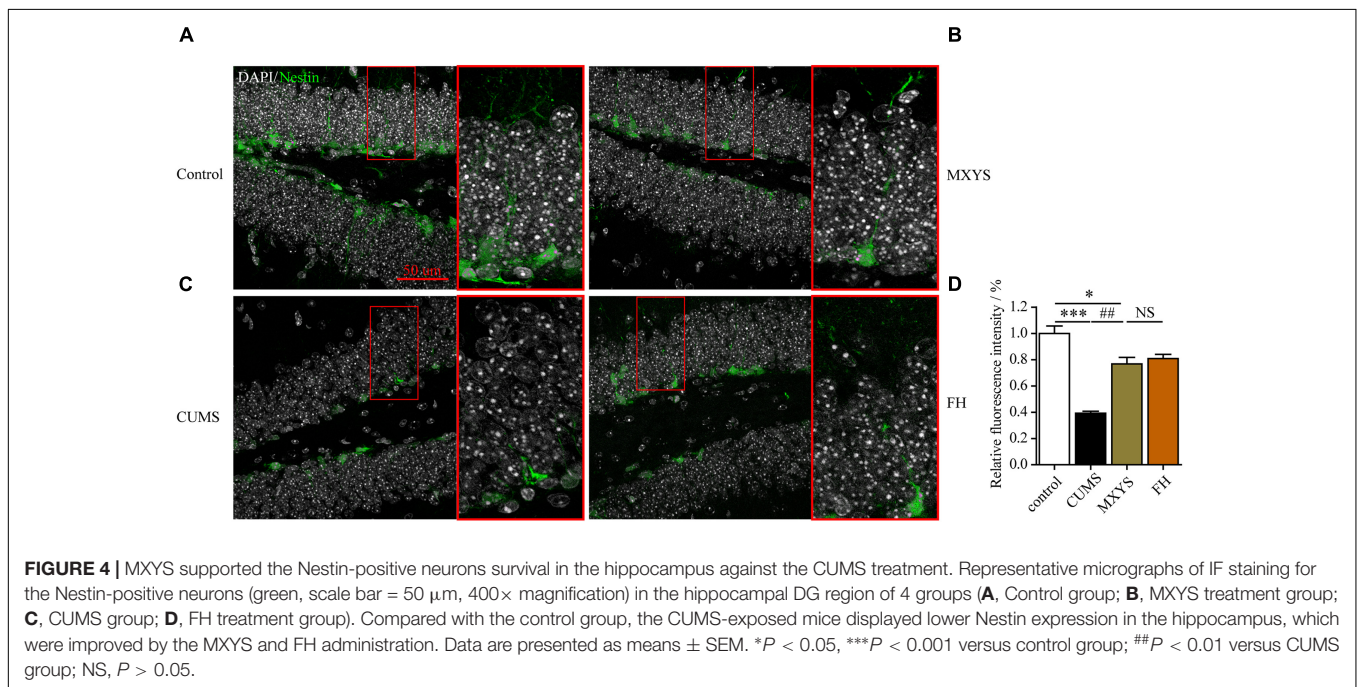 A
B
DAPI/Nestin
Control
MXYS
50 μm
C
D
CUMS
FH
Relative fluorescence intensity / %
1.2
1.0
0.8
0.6
0.4
0.2
0.0
*
*** ## NS
control CUMS MXYS FH
FIGURE 4 | MXYS supported the Nestin-positive neurons survival in the hippocampus against the CUMS treatment. Representative micrographs of IF staining for
the Nestin-positive neurons (green, scale bar = 50 μm, 400× magnification) in the hippocampal DG region of 4 groups (A, Control group; B, MXYS treatment group;
C, CUMS group; D, FH treatment group). Compared with the control group, the CUMS-exposed mice displayed lower Nestin expression in the hippocampus, which
were improved by the MXYS and FH administration. Data are presented as means ± SEM. *P < 0.05, ***P < 0.001 versus control group; ##P < 0.01 versus CUMS
group; NS, P > 0.05.